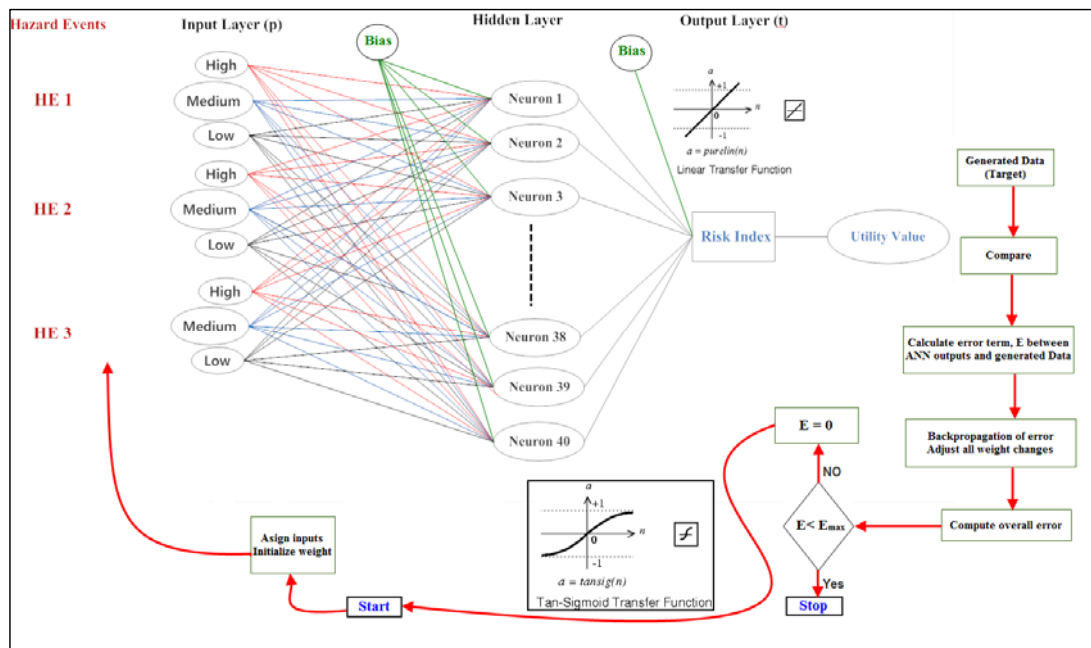 Hazard Events
Input Layer (p)
Hidden Layer
Output Layer (t)
Bias
Bias
HE 1
High
Medium
Low
HE 2
High
Medium
Low
HE 3
High
Medium
Low
Neuron 1
Neuron 2
Neuron 3
Neuron 38
Neuron 39
Neuron 40
a
+1
n
0
-1
a = purelin(n)
Linear Transfer Function
Risk Index
Utility Value
Generated Data
(Target)
Compare
Calculate error term, E between
ANN outputs and generated Data
Backpropagation of error
Adjust all weight changes
Compute overall error
E< Emax
NO
E = 0
Yes
Stop
a
+1
n
0
-1
a = tansig(n)
Tan-Sigmoid Transfer Function
Start
Asign inputs
Initialize weight